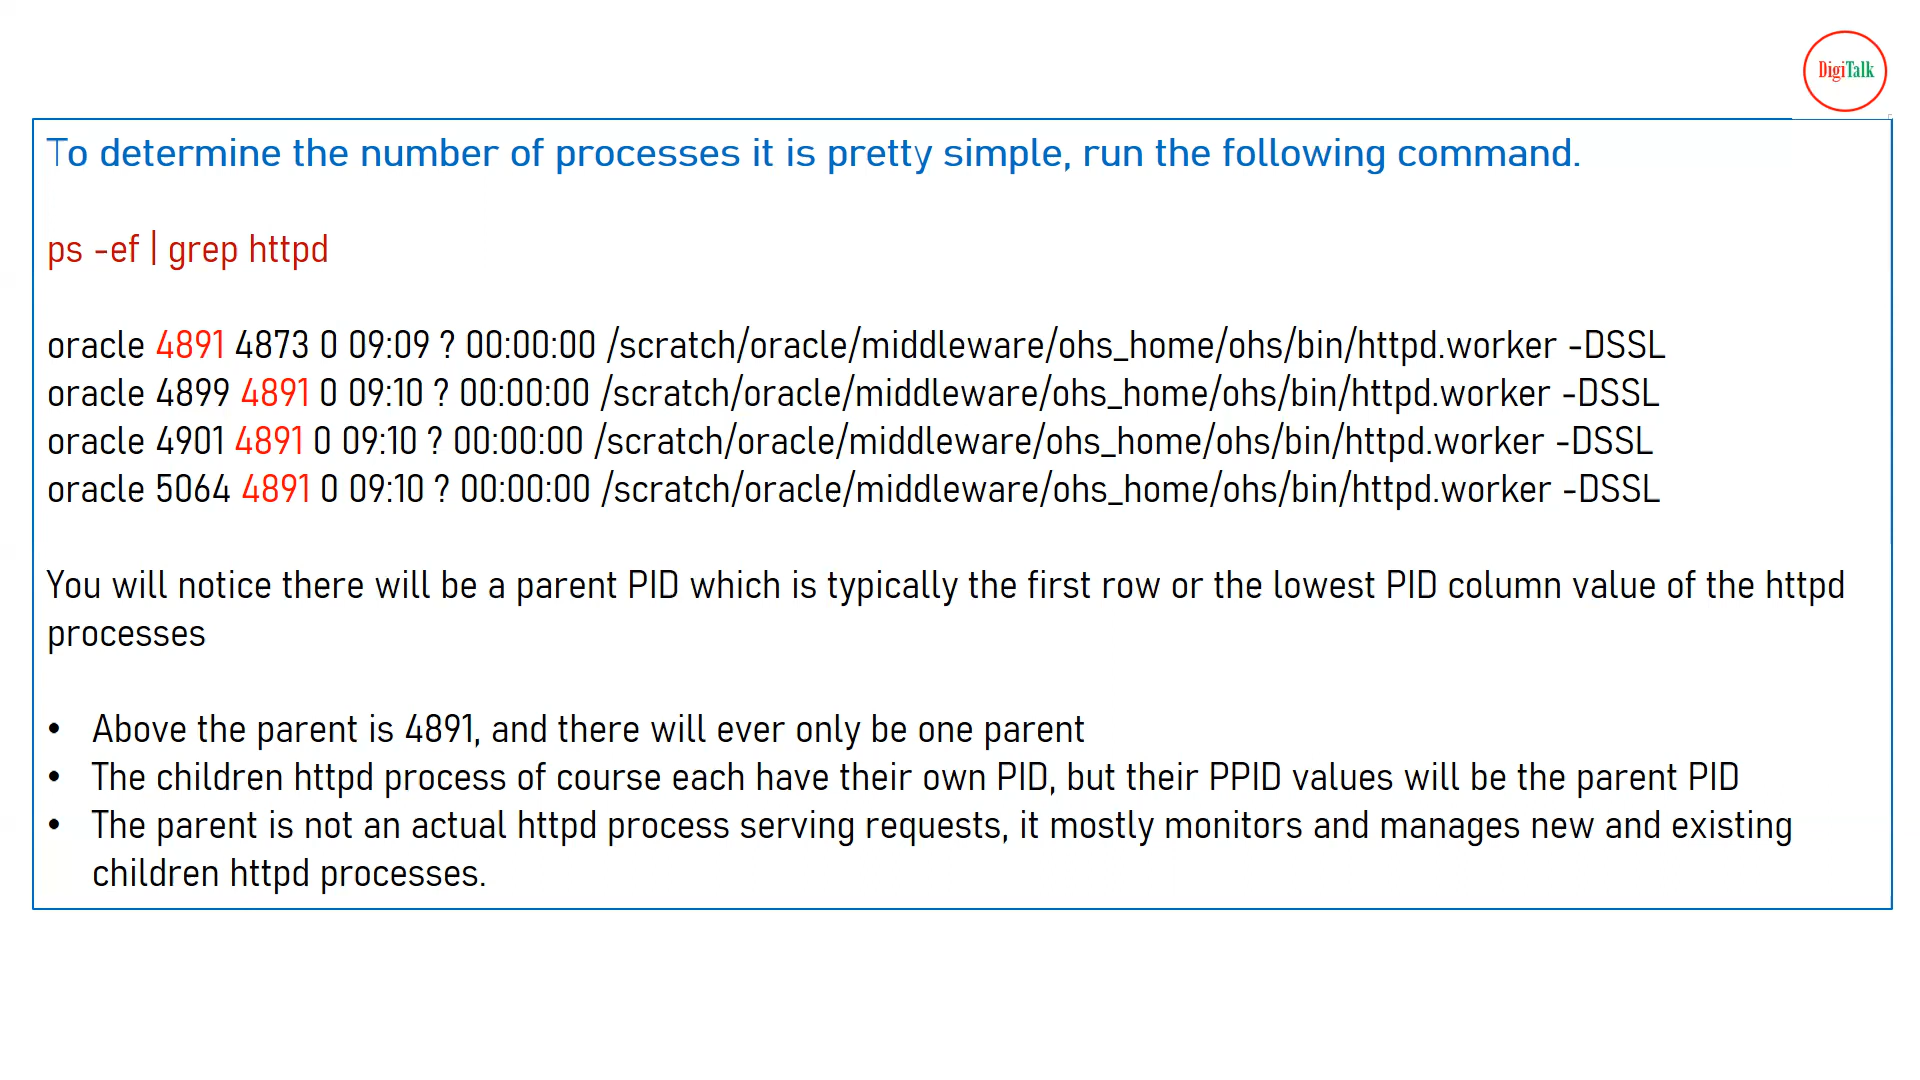 DigiTalk
To determine the number of processes it is pretty simple, run the following command.
ps -ef | grep httpd
oracle 4891 4873 0 09:09 ? 00:00:00 /scratch/oracle/middleware/ohs_home/ohs/bin/httpd.worker -DSSL
oracle 4899 4891 0 09:10 ? 00:00:00 /scratch/oracle/middleware/ohs_home/ohs/bin/httpd.worker -DSSL
oracle 4901 4891 0 09:10 ? 00:00:00 /scratch/oracle/middleware/ohs_home/ohs/bin/httpd.worker -DSSL
oracle 5064 4891 0 09:10 ? 00:00:00 /scratch/oracle/middleware/ohs_home/ohs/bin/httpd.worker -DSSL
You will notice there will be a parent PID which is typically the first row or the lowest PID column value of the httpd
processes
• Above the parent is 4891, and there will ever only be one parent
• The children httpd process of course each have their own PID, but their PPID values will be the parent PID
• The parent is not an actual httpd process serving requests, it mostly monitors and manages new and existing
children httpd processes.